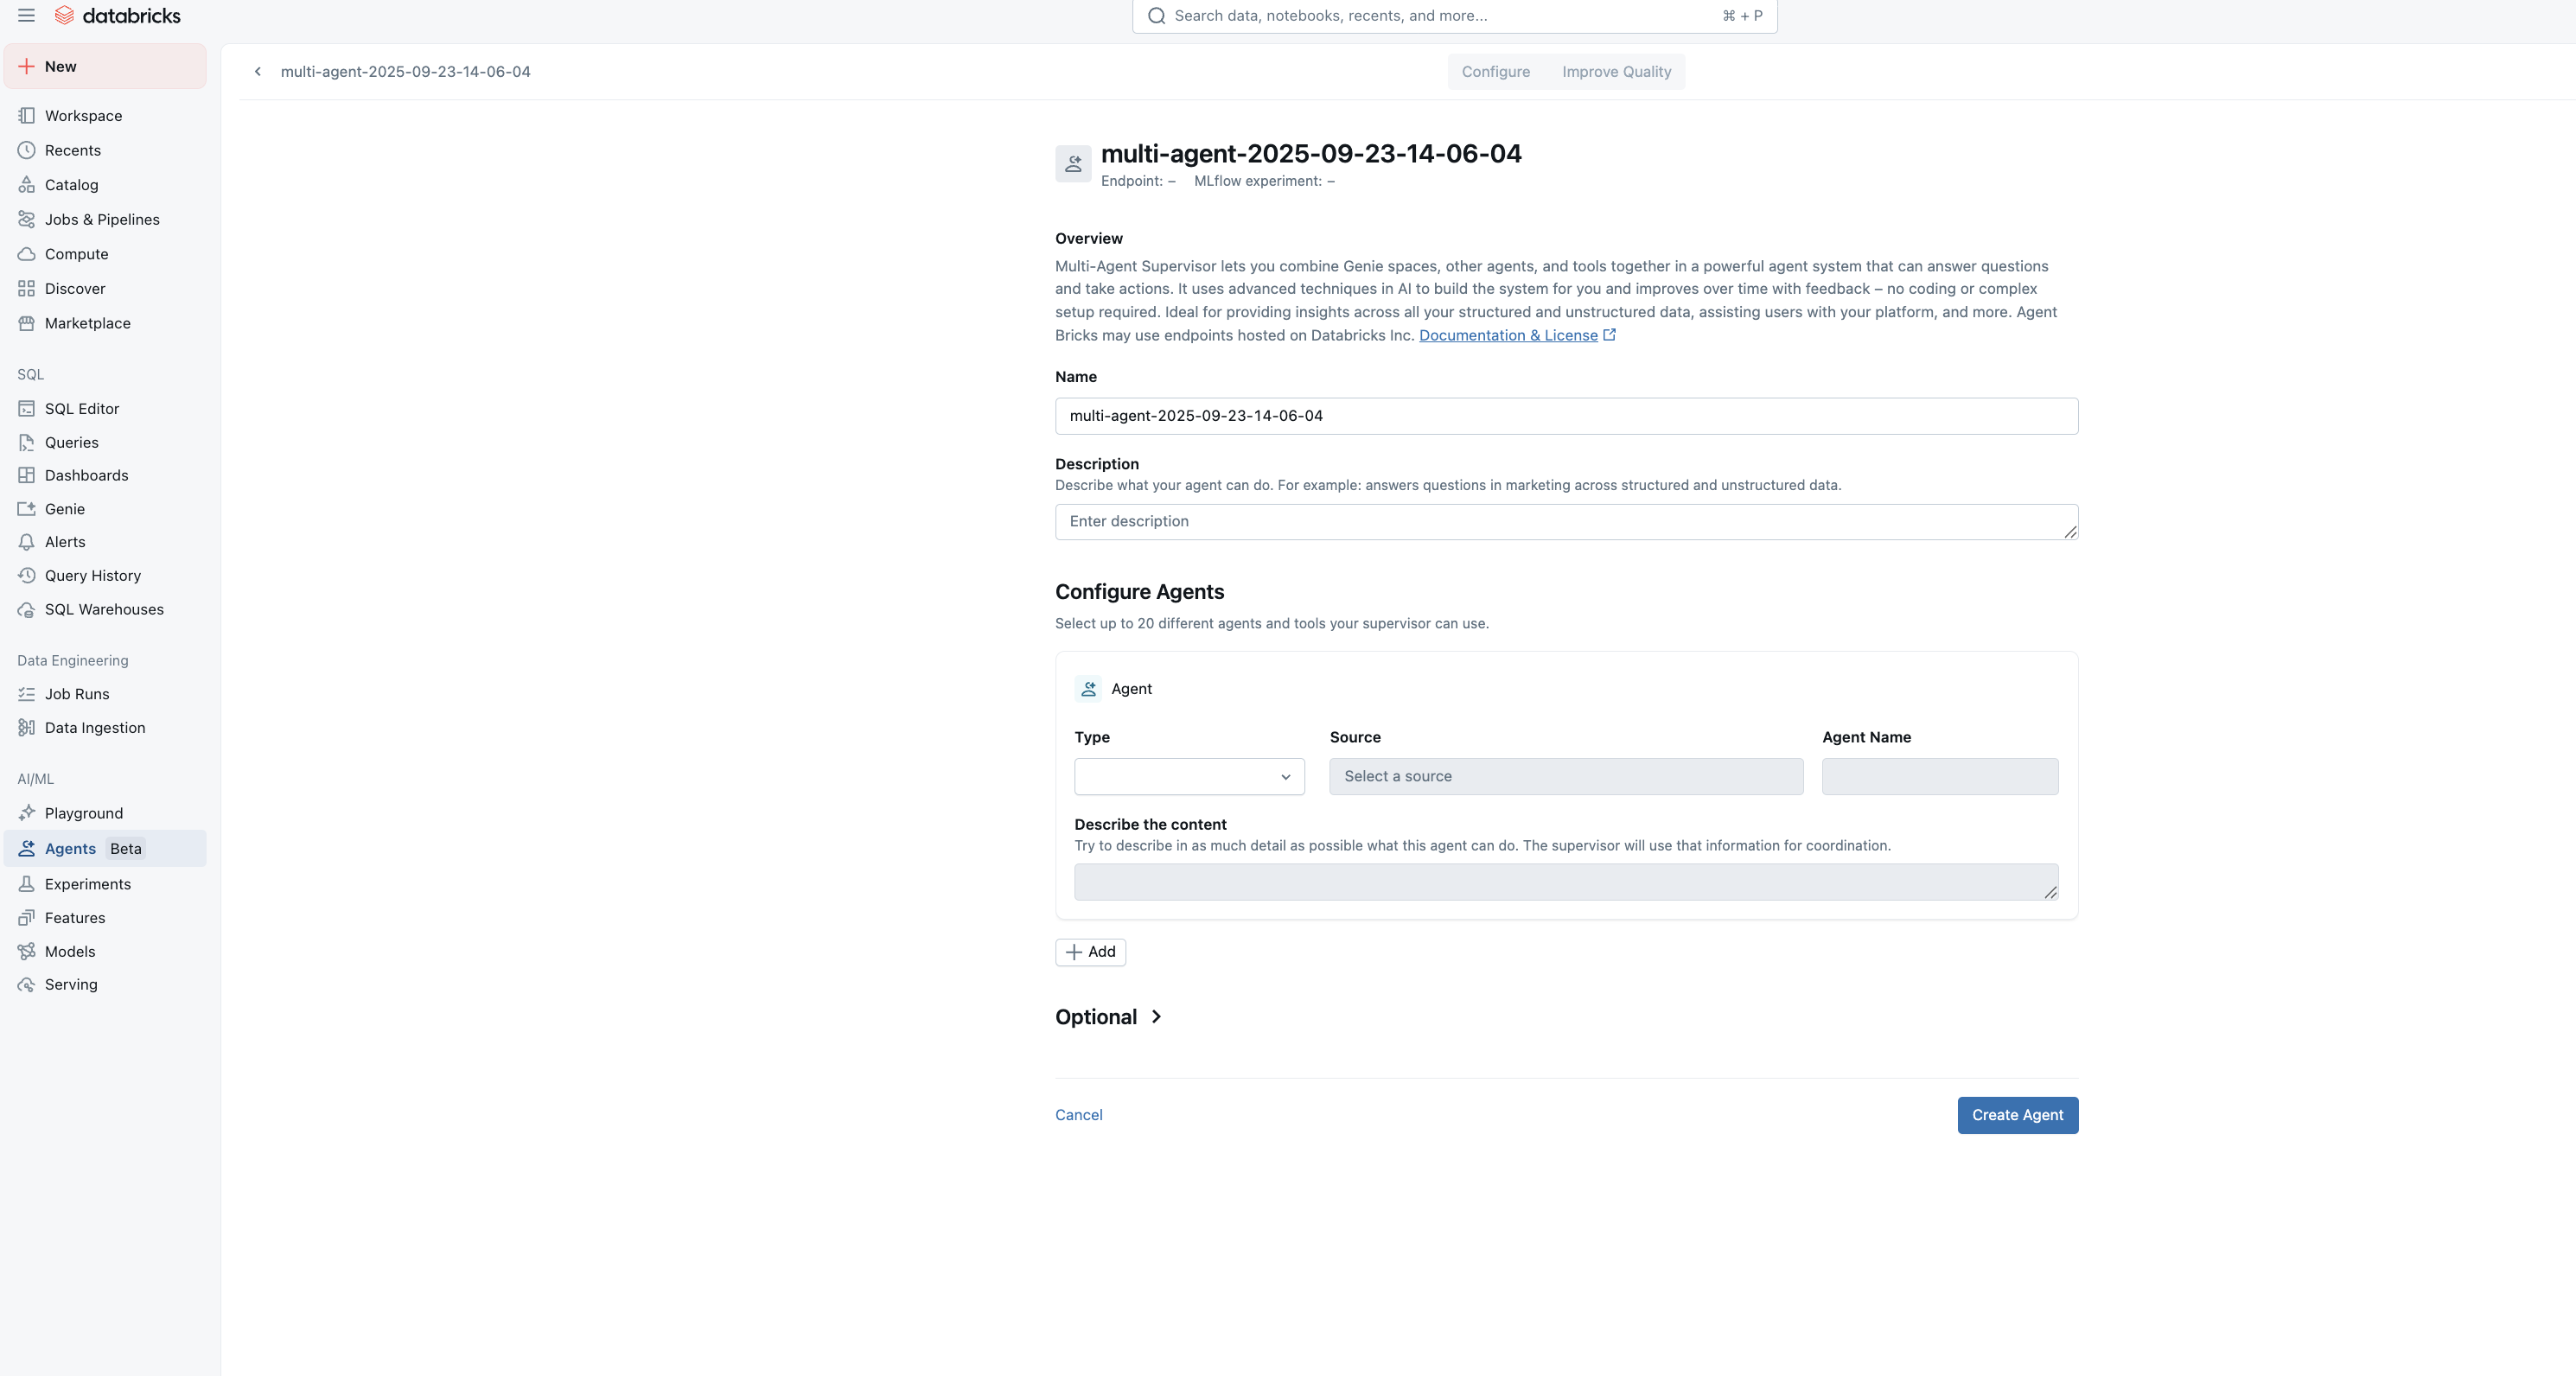 databricks
Search data, notebooks, recents, and more...
⌘ + P
New
Workspace
Recents
Catalog
Jobs & Pipelines
Compute
Discover
Marketplace
SQL
SQL Editor
Queries
Dashboards
Genie
Alerts
Query History
SQL Warehouses
Data Engineering
Job Runs
Data Ingestion
AI/ML
Playground
Agents Beta
Experiments
Features
Models
Serving
multi-agent-2025-09-23-14-06-04
Configure Improve Quality
multi-agent-2025-09-23-14-06-04
Endpoint: – MLflow experiment: –
Overview
Multi-Agent Supervisor lets you combine Genie spaces, other agents, and tools together in a powerful agent system that can answer questions
and take actions. It uses advanced techniques in AI to build the system for you and improves over time with feedback – no coding or complex
setup required. Ideal for providing insights across all your structured and unstructured data, assisting users with your platform, and more. Agent
Bricks may use endpoints hosted on Databricks Inc. Documentation & License
Name
multi-agent-2025-09-23-14-06-04
Description
Describe what your agent can do. For example: answers questions in marketing across structured and unstructured data.
Enter description
Configure Agents
Select up to 20 different agents and tools your supervisor can use.
Agent
Type Source Agent Name
Select a source
Describe the content
Try to describe in as much detail as possible what this agent can do. The supervisor will use that information for coordination.
Add
Optional
Cancel
Create Agent